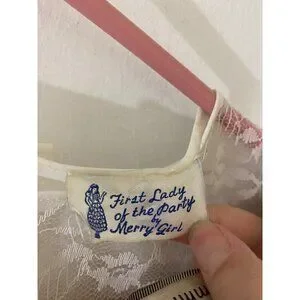 First Lady
of the Party
by
Merry Girl